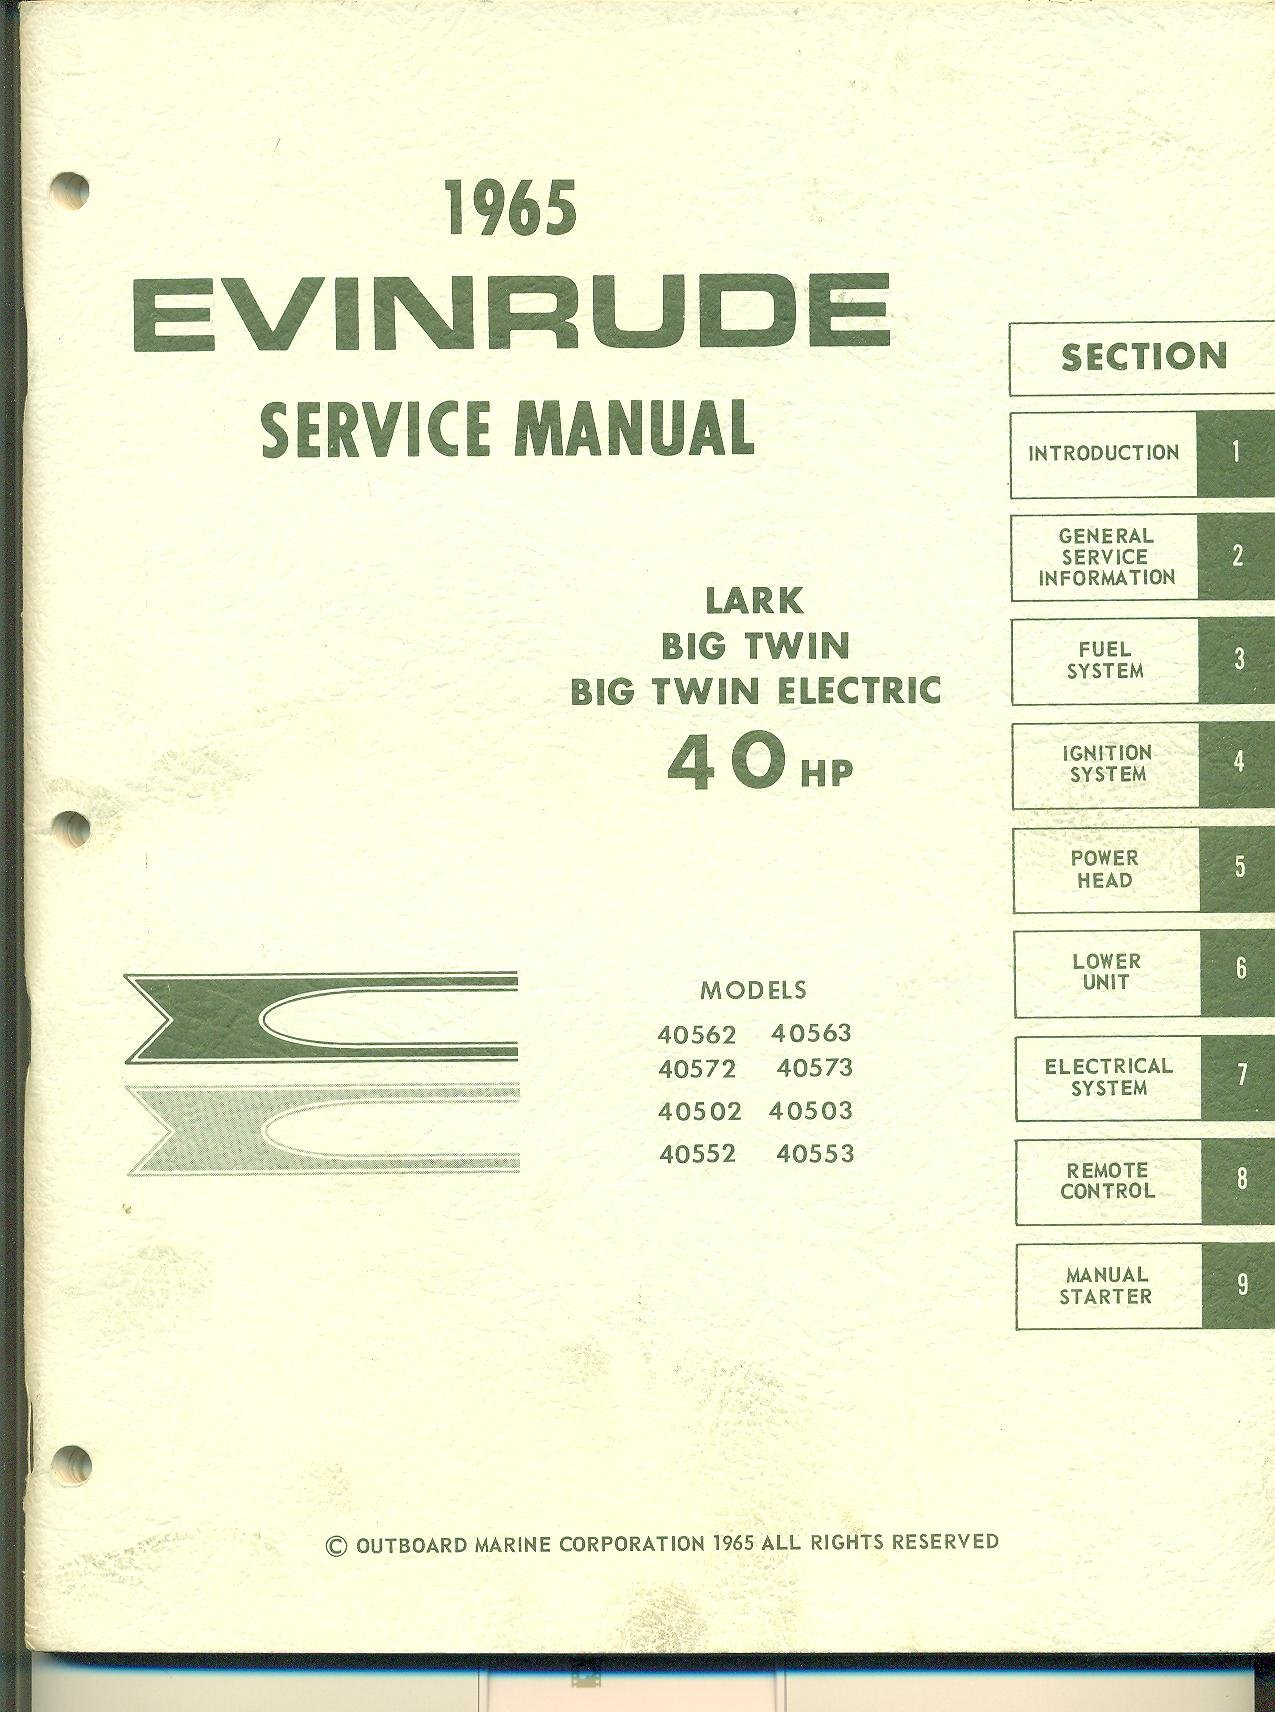 1965
EVINRUDE
SERVICE MANUAL
LARK
BIG TWIN
BIG TWIN ELECTRIC
40 HP
MODELS
40562 40563
40572 40573
40502 40503
40552 40553
SECTION
INTRODUCTION 1
GENERAL
SERVICE 2
INFORMATION
FUEL 3
SYSTEM
IGNITION 4
SYSTEM
POWER 5
HEAD
LOWER 6
UNIT
ELECTRICAL 7
SYSTEM
REMOTE 8
CONTROL
MANUAL 9
STARTER
© OUTBOARD MARINE CORPORATION 1965 ALL RIGHTS RESERVED